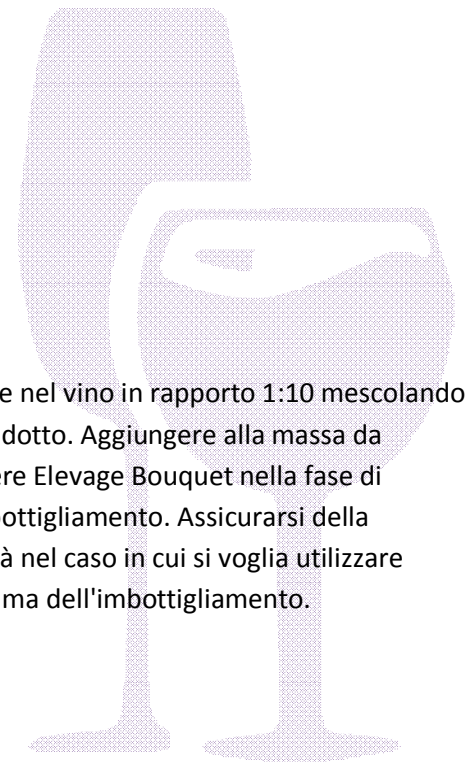 e nel vino in rapporto 1:10 mescolando
dotto. Aggiungere alla massa da
ere Elevage Bouquet nella fase di
bottigliamento. Assicurarsi della
à nel caso in cui si voglia utilizzare
ma dell'imbottigliamento.